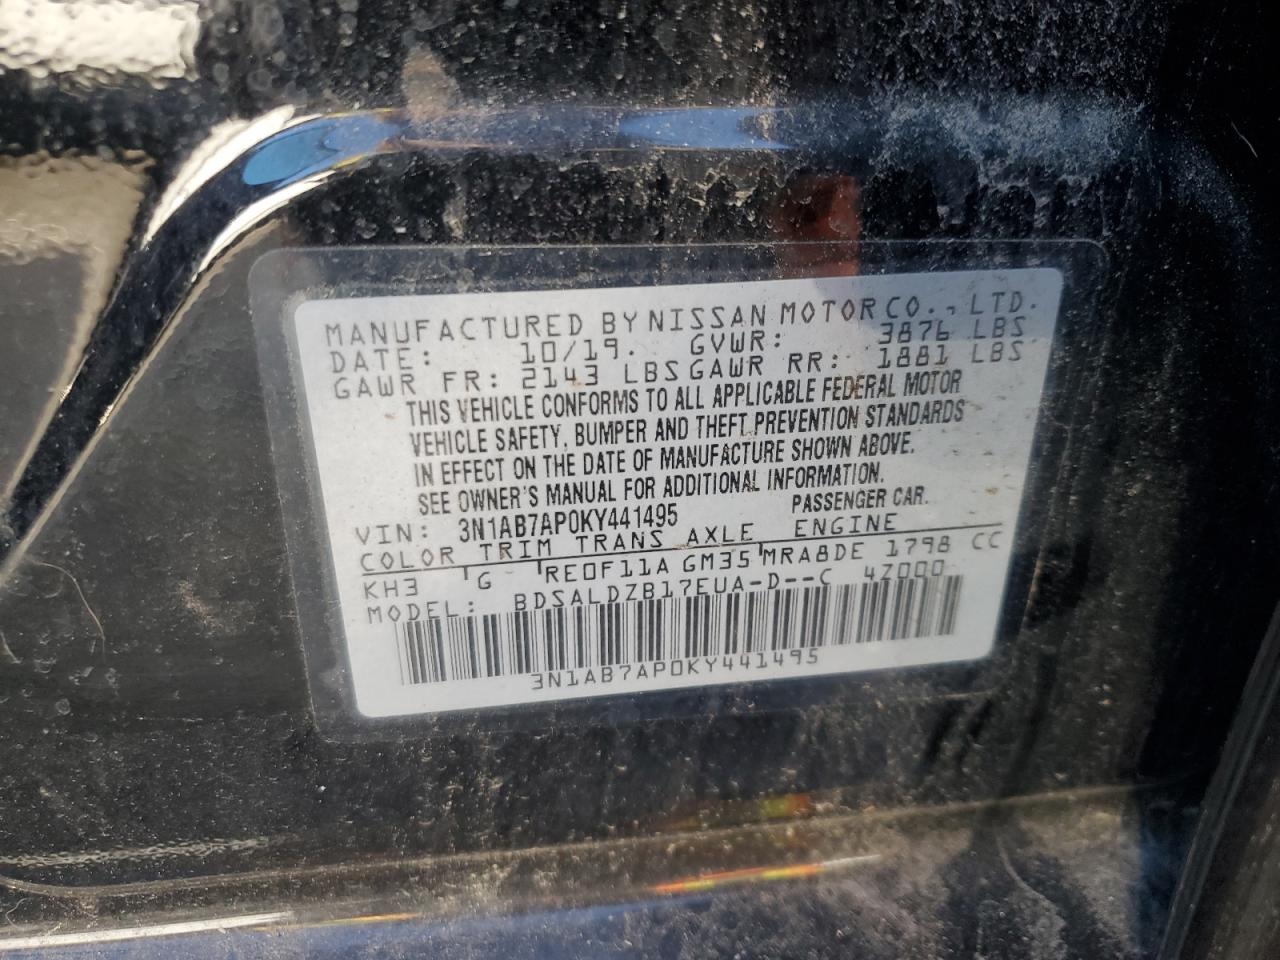 MANUFACTURED BY NISSAN MOTOR CO., LTD.
DATE: 10/19. GVWR: 3876 LBS
GAWR FR: 2143 LBS GAWR RR: 1881 LBS
THIS VEHICLE CONFORMS TO ALL APPLICABLE FEDERAL MOTOR
VEHICLE SAFETY, BUMPER AND THEFT PREVENTION STANDARDS
IN EFFECT ON THE DATE OF MANUFACTURE SHOWN ABOVE.
SEE OWNER'S MANUAL FOR ADDITIONAL INFORMATION.
VIN: 3N1AB7AP0KY441495 PASSENGER CAR.
COLOR TRIM TRANS AXLE ENGINE
KH3 G RE0F11A GM35 MRA8DE 1798 CC
MODEL: BDSALDZB17EUA-D--C 4Z000
3N1AB7AP0KY441495